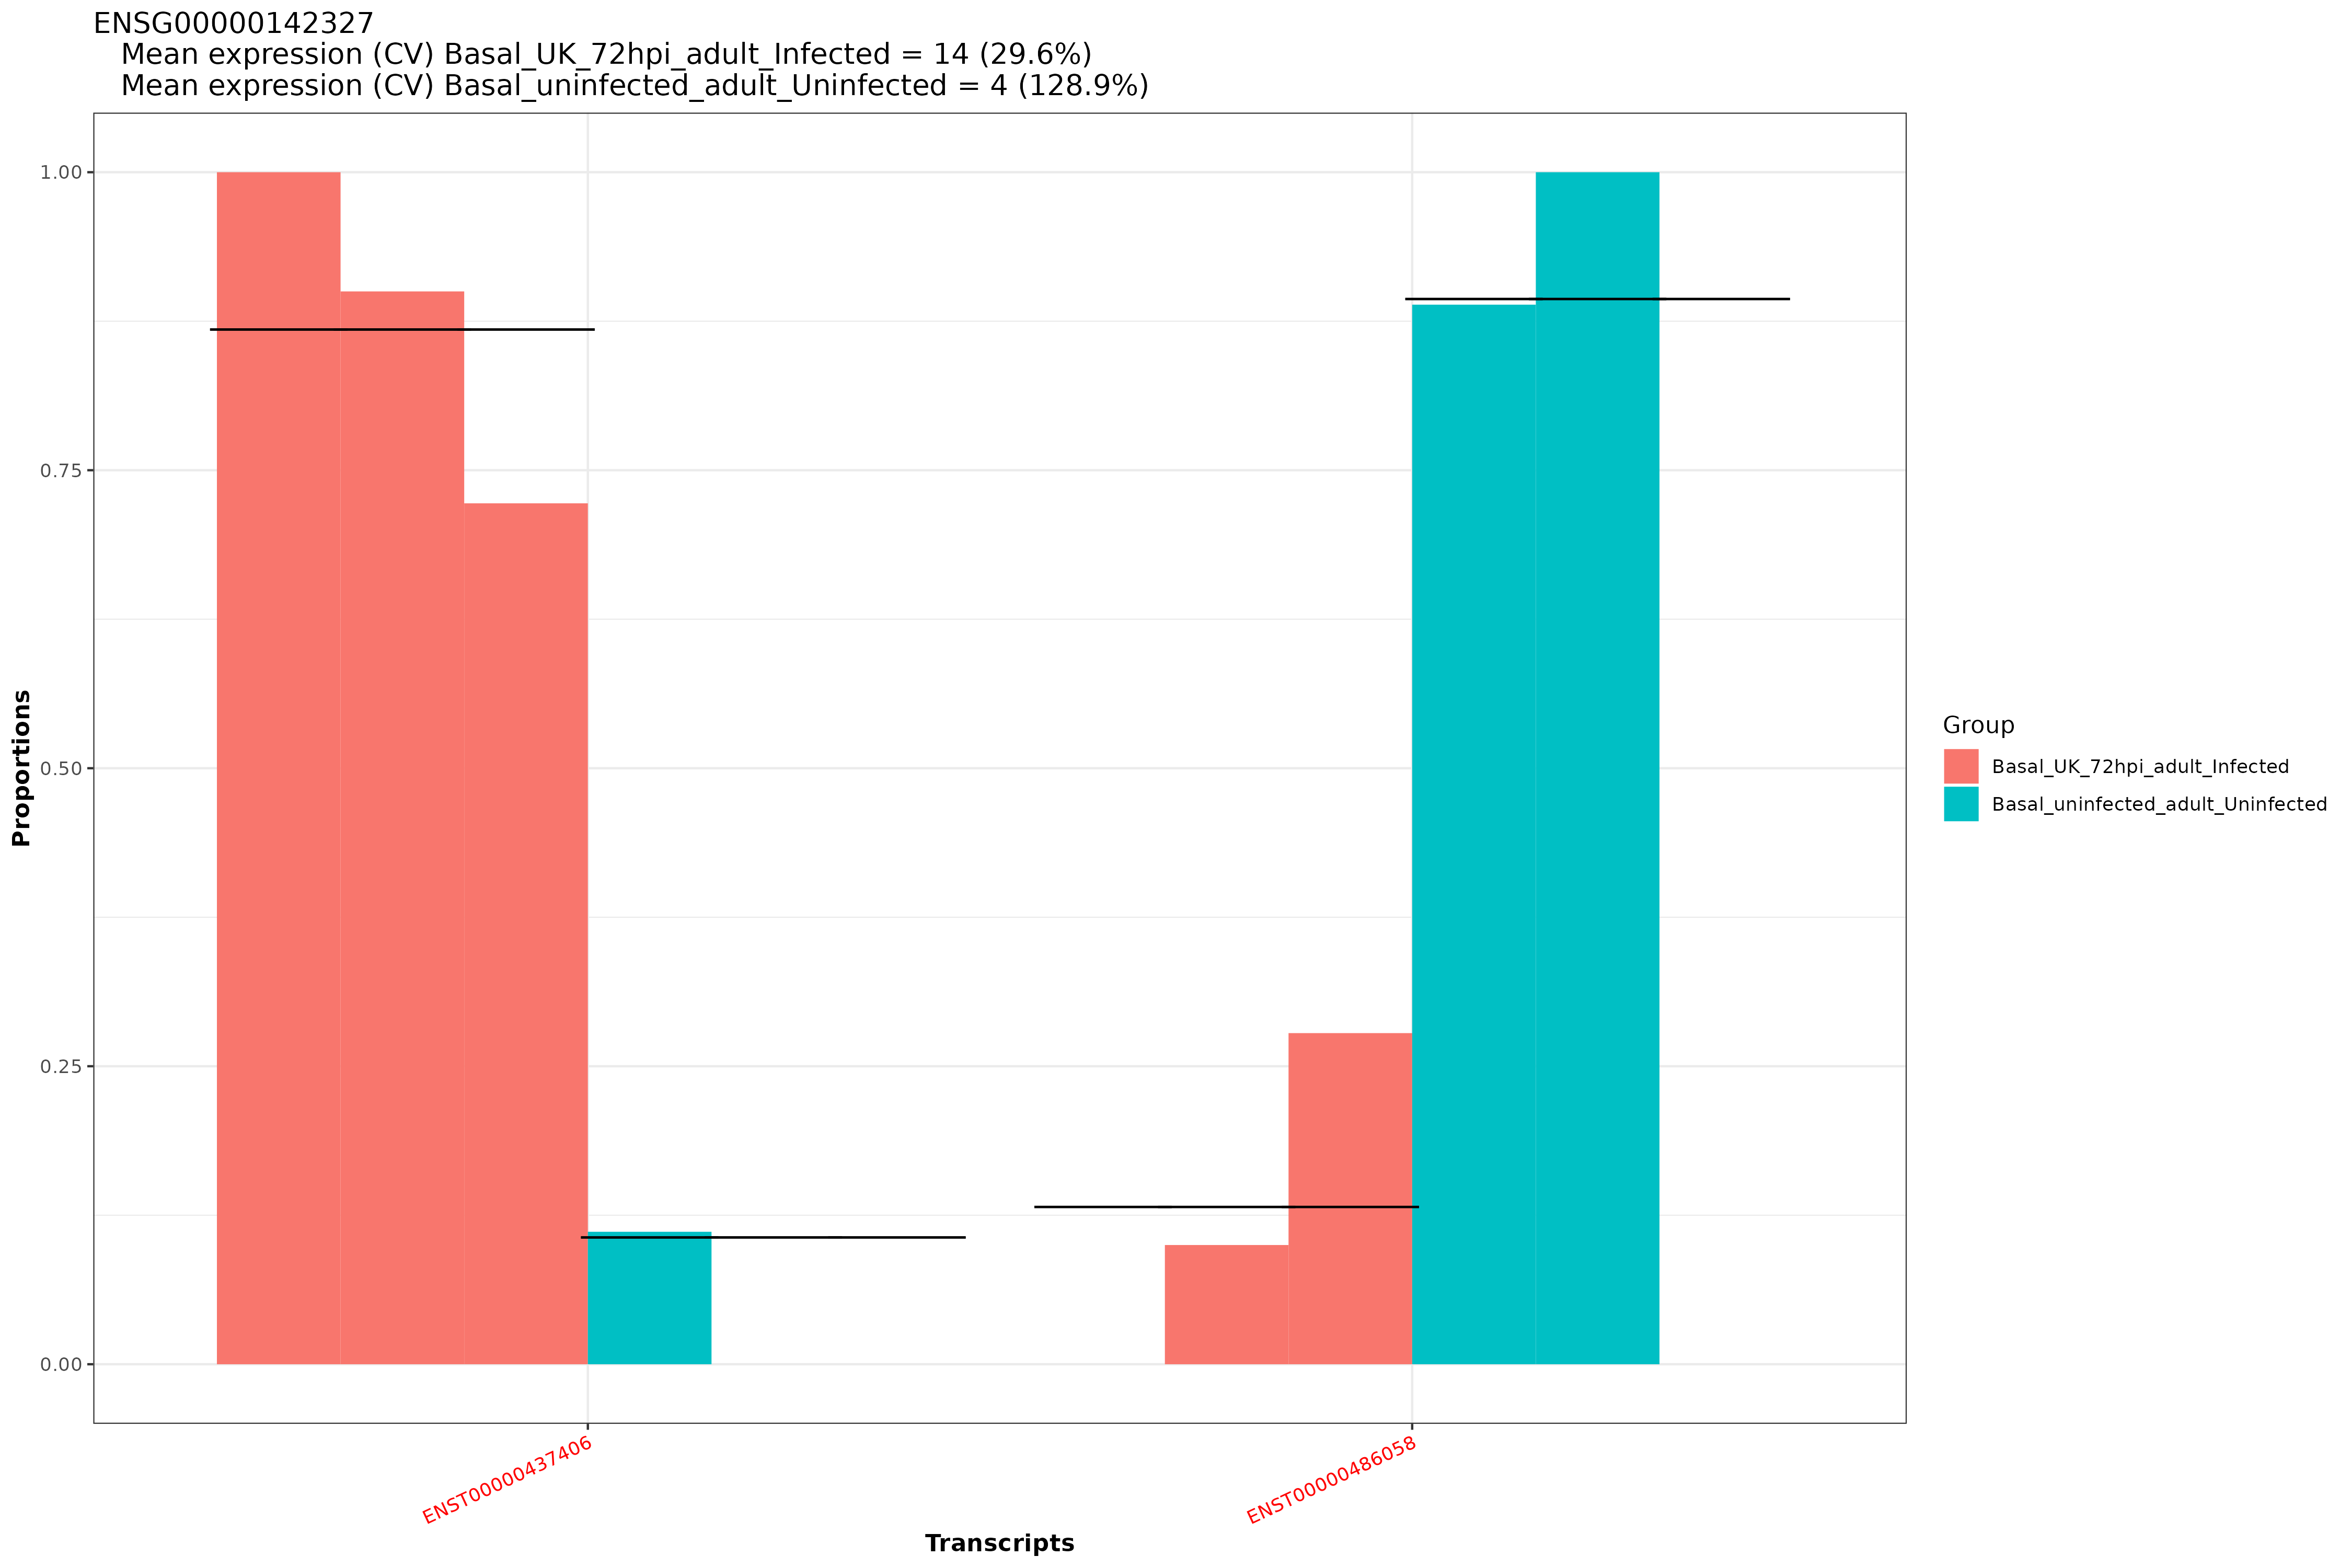 ENSG00000142327
Mean expression (CV) Basal_UK_72hpi_adult_Infected = 14 (29.6%)
Mean expression (CV) Basal_uninfected_adult_Uninfected = 4 (128.9%)
1.00
0.75
0.50
0.25
0.00
Proportions
ENST00000437406
ENST00000486058
Transcripts
Group
Basal_UK_72hpi_adult_Infected
Basal_uninfected_adult_Uninfected